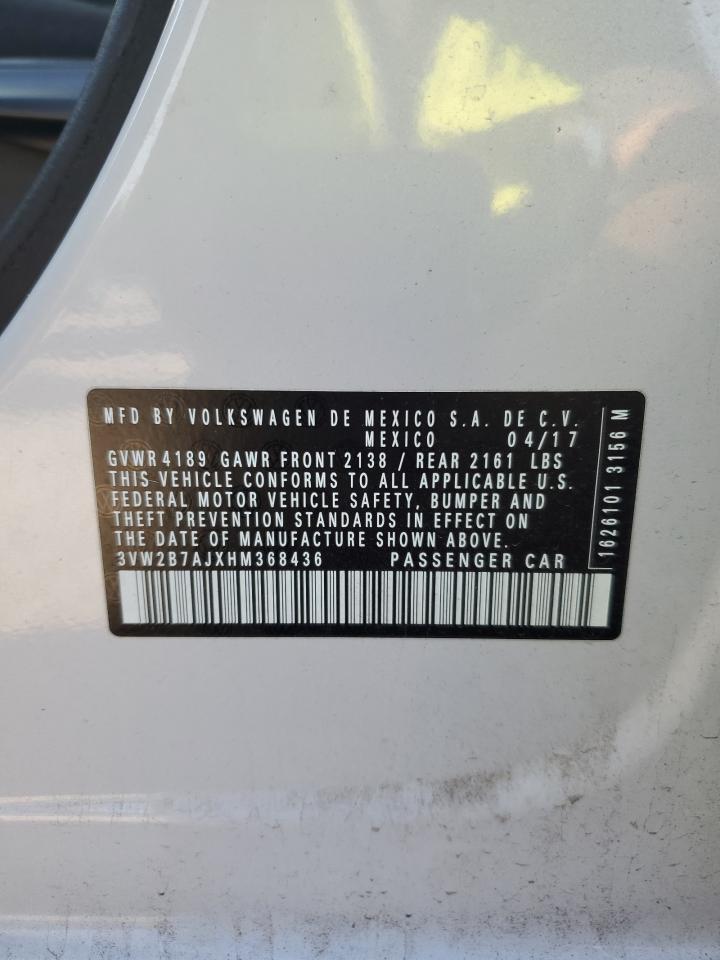 MFD BY VOLKSWAGEN DE MEXICO S.A. DE C.V.
MEXICO 04/17
GVWR 4189 GAWR FRONT 2138 / REAR 2161 LBS
THIS VEHICLE CONFORMS TO ALL APPLICABLE U.S.
FEDERAL MOTOR VEHICLE SAFETY, BUMPER AND
THEFT PREVENTION STANDARDS IN EFFECT ON
THE DATE OF MANUFACTURE SHOWN ABOVE.
3VW2B7AJXHM368436 PASSENGER CAR
1626101 3156 M